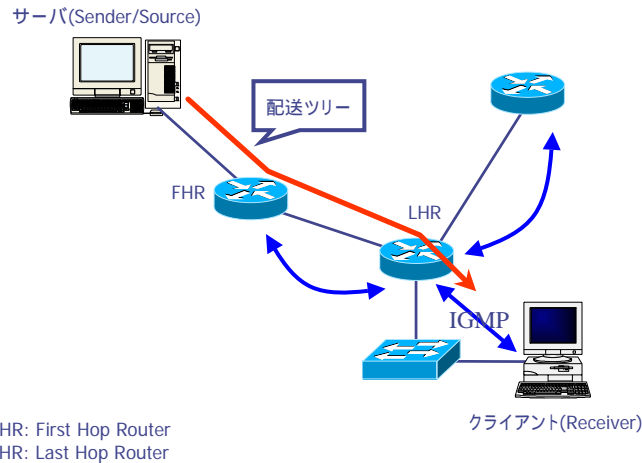 サーバ(Sender/Source)
配送ツリー
FHR
LHR
IGMP
クライアント(Receiver)
HR: First Hop Router
HR: Last Hop Router